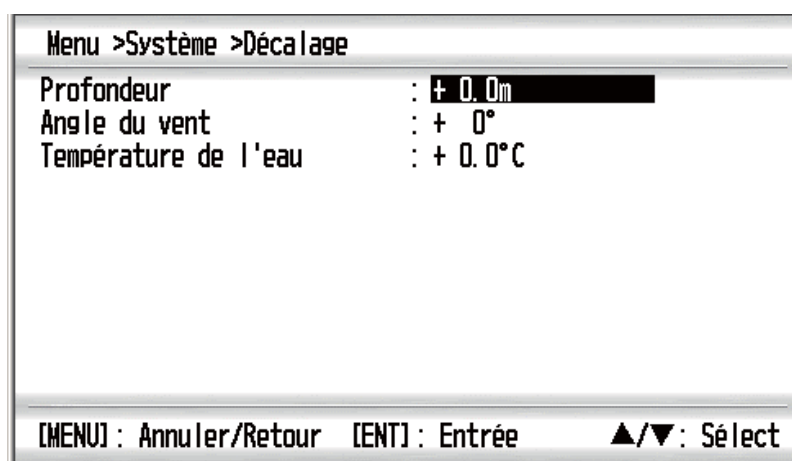 Menu >Système >Décalage
Profondeur : + 0.0m
Angle du vent : + 0°
Température de l'eau : + 0.0°C
[MENU] : Annuler/Retour [ENT] : Entrée ▲/▼ : Sélect